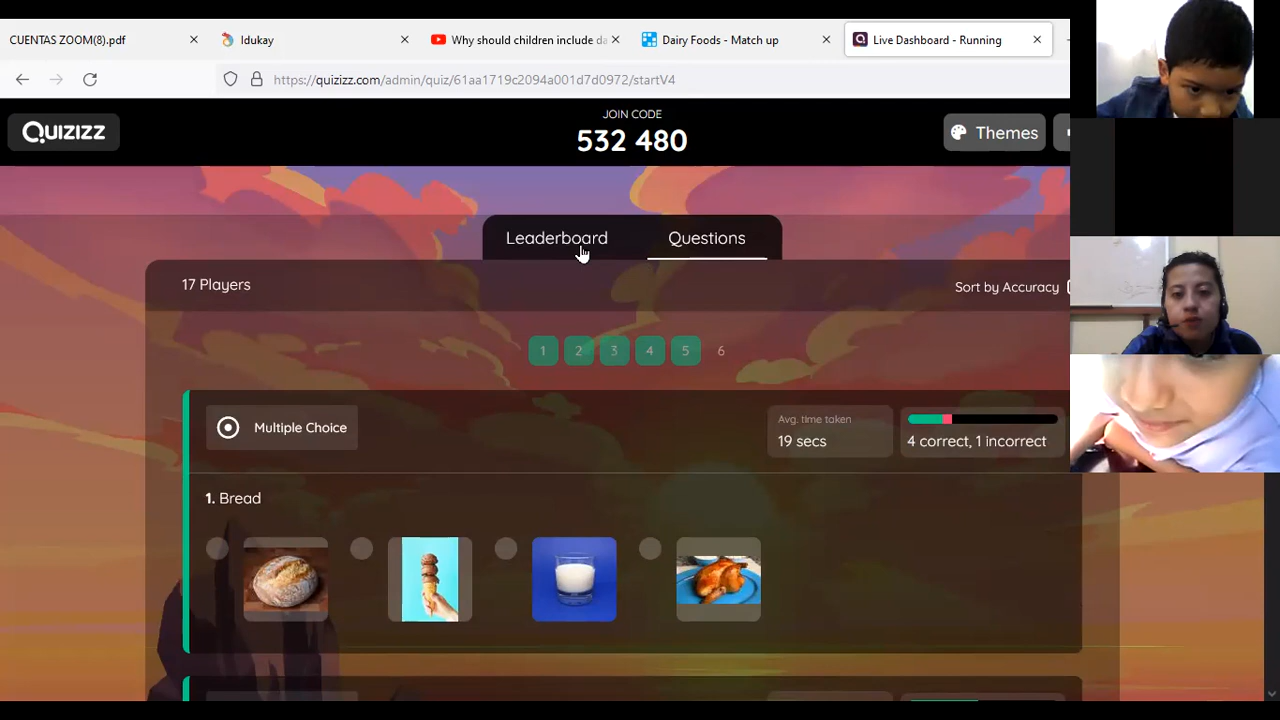 CUENTAS ZOOM(8).pdf
Idukay
Why should children include da
Dairy Foods - Match up
Live Dashboard - Running
https://quizizz.com/admin/quiz/61aa1719c2094a001d7d0972/startV4
QUIZIZZ
JOIN CODE
532 480
Themes
Leaderboard
Questions
17 Players
Sort by Accuracy
1 2 3 4 5 6
Multiple Choice
Avg. time taken
19 secs
4 correct, 1 incorrect
1. Bread